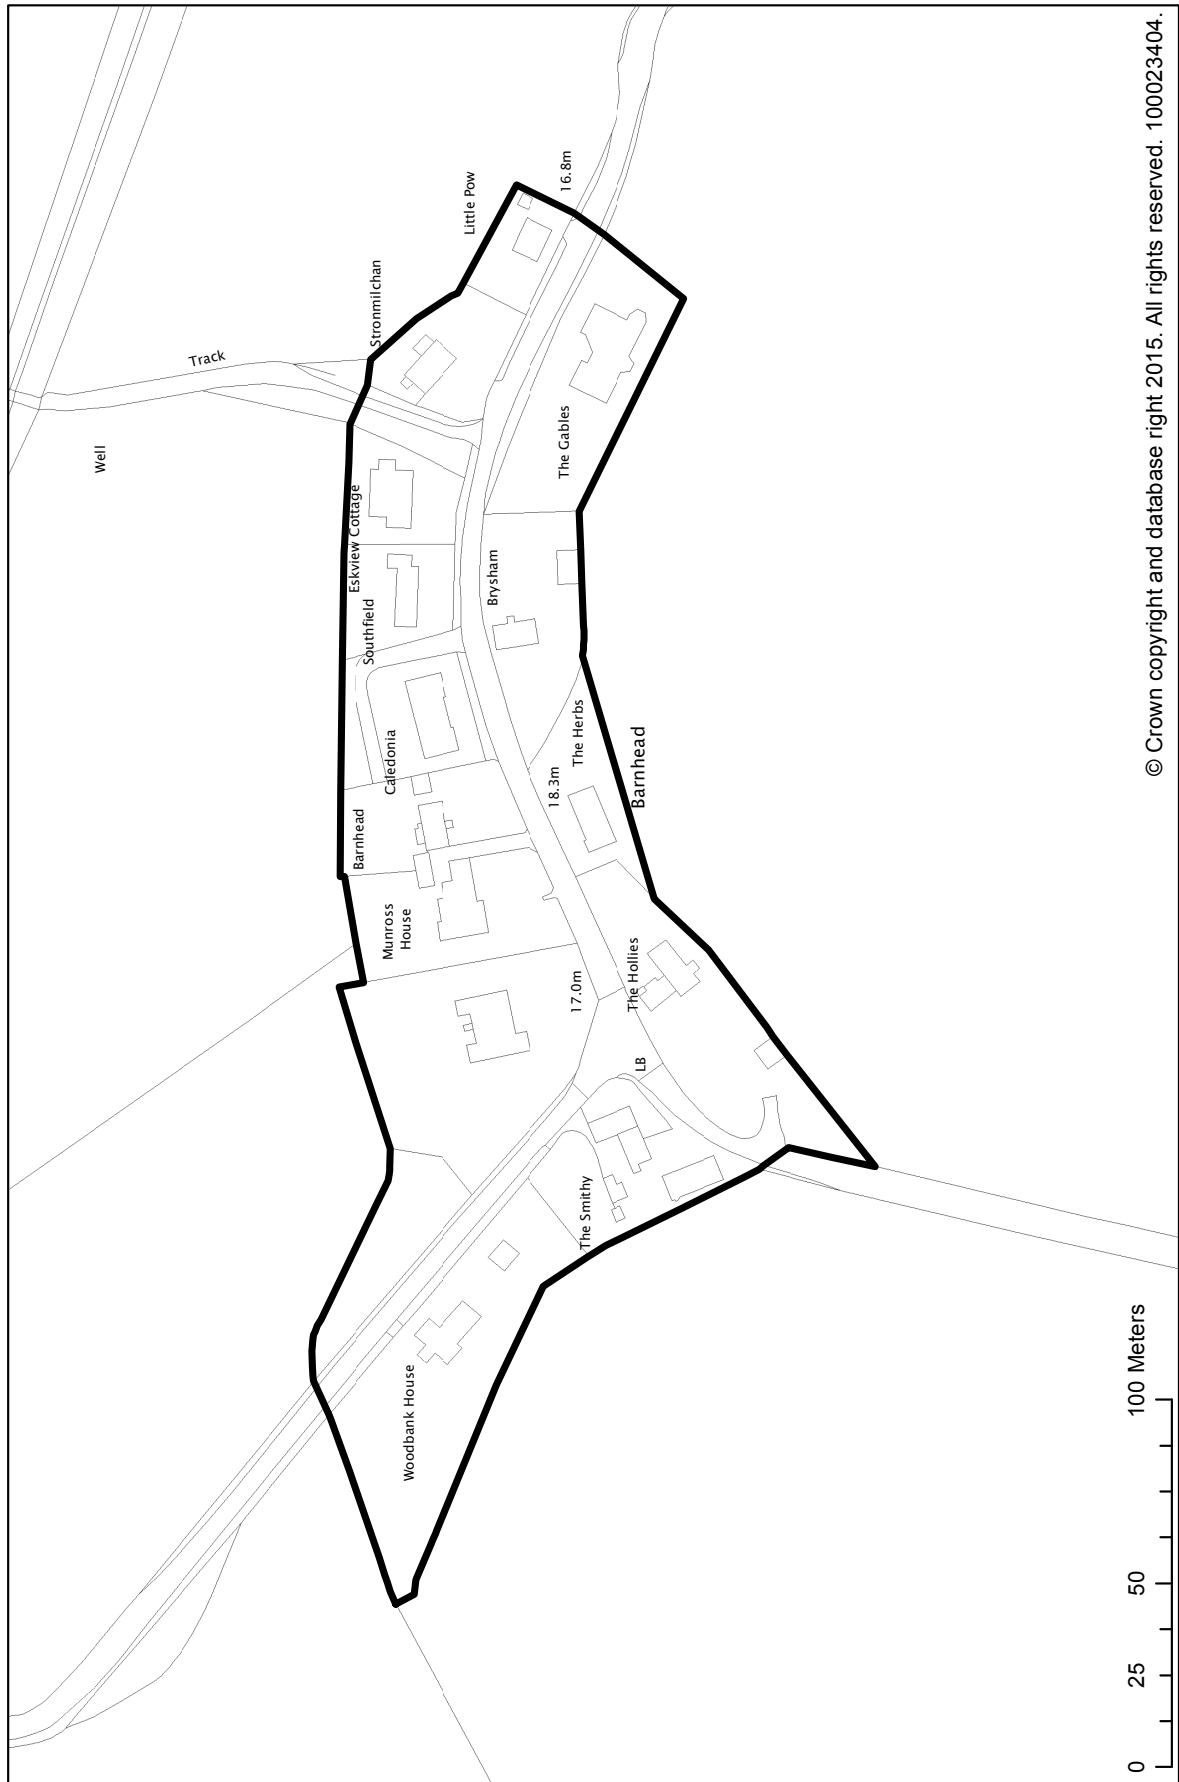 Well
Track
Stronmilchan
Little Pow
16.8m
Eskview Cottage
Southfield
Brysham
The Gables
Caledonia
Barnhead
Munross
House
The Herbs
18.3m
Barnhead
17.0m
The Hollies
LB
The Smithy
Woodbank House
0 25 50 100 Meters
© Crown copyright and database right 2015. All rights reserved. 100023404.